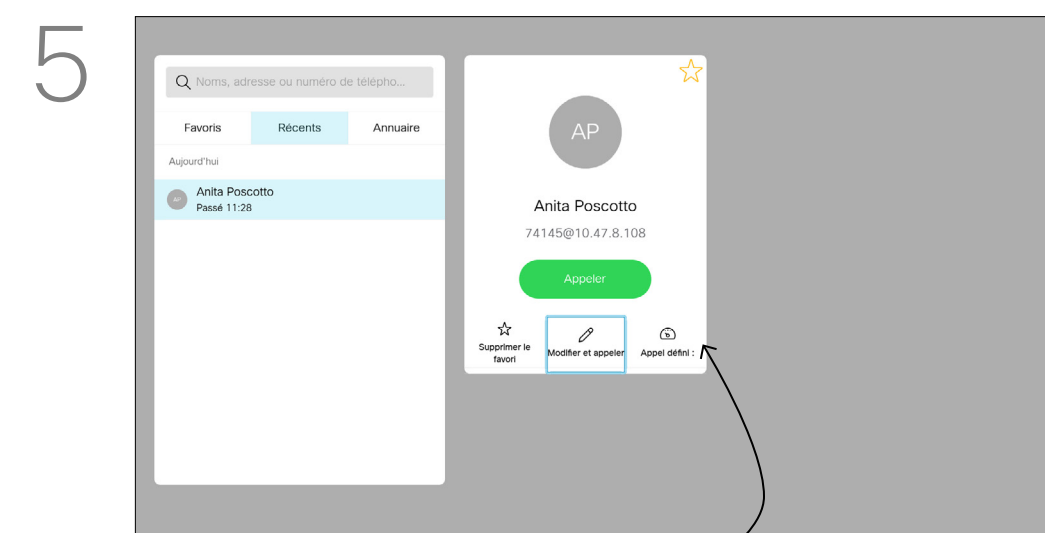 5
Noms, adresse ou numéro de télépho...
Favoris
Récents
Annuaire
Aujourd'hui
AP
Anita Poscotto
Passé 11:28
AP
Anita Poscotto
74145@10.47.8.108
Appeler
Supprimer le
favori
Modifier et appeler
Appel défini :